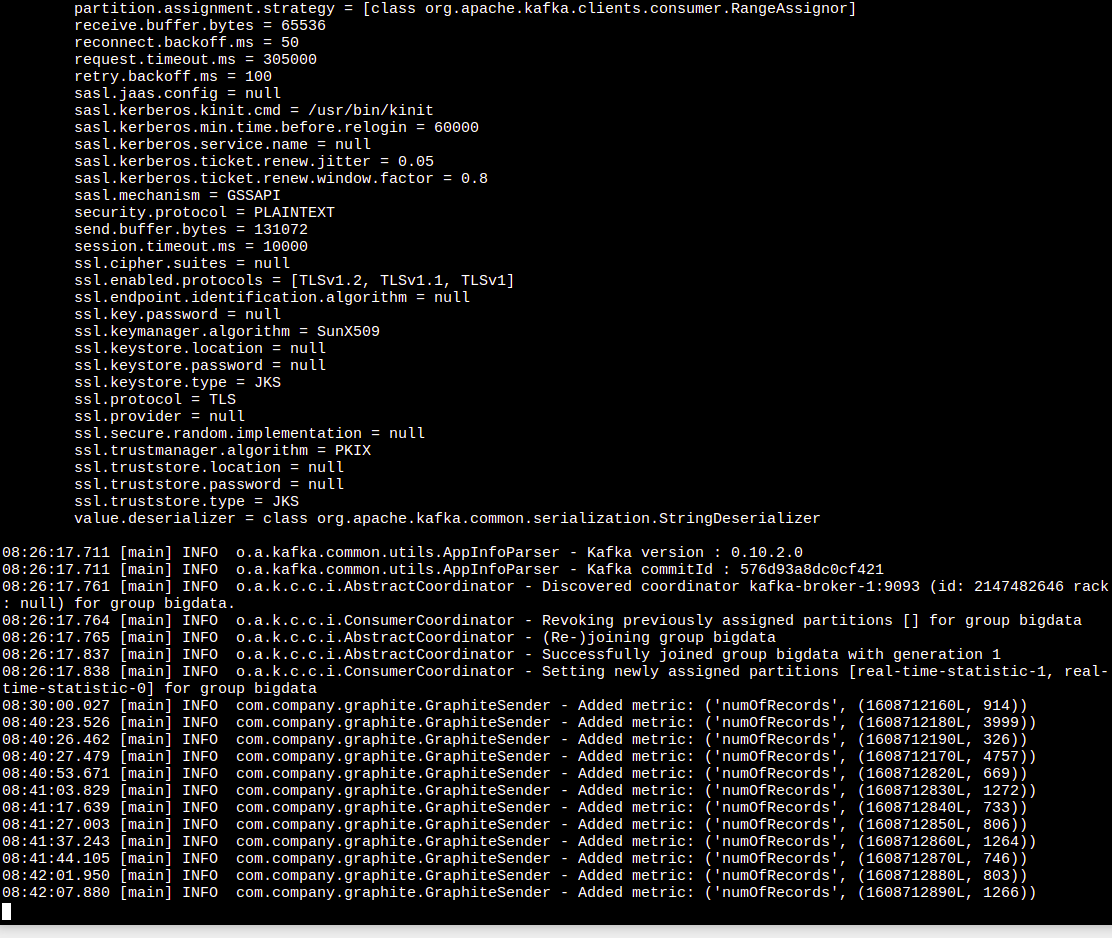 partition.assignment.strategy = [class org.apache.kafka.clients.consumer.RangeAssignor]
receive.buffer.bytes = 65536
reconnect.backoff.ms = 50
request.timeout.ms = 305000
retry.backoff.ms = 100
sasl.jaas.config = null
sasl.kerberos.kinit.cmd = /usr/bin/kinit
sasl.kerberos.min.time.before.relogin = 60000
sasl.kerberos.service.name = null
sasl.kerberos.ticket.renew.jitter = 0.05
sasl.kerberos.ticket.renew.window.factor = 0.8
sasl.mechanism = GSSAPI
security.protocol = PLAINTEXT
send.buffer.bytes = 131072
session.timeout.ms = 10000
ssl.cipher.suites = null
ssl.enabled.protocols = [TLSv1.2, TLSv1.1, TLSv1]
ssl.endpoint.identification.algorithm = null
ssl.key.password = null
ssl.keymanager.algorithm = SunX509
ssl.keystore.location = null
ssl.keystore.password = null
ssl.keystore.type = JKS
ssl.protocol = TLS
ssl.provider = null
ssl.secure.random.implementation = null
ssl.trustmanager.algorithm = PKIX
ssl.truststore.location = null
ssl.truststore.password = null
ssl.truststore.type = JKS
value.deserializer = class org.apache.kafka.common.serialization.StringDeserializer
08:26:17.711 [main] INFO  o.a.kafka.common.utils.AppInfoParser - Kafka version : 0.10.2.0
08:26:17.711 [main] INFO  o.a.kafka.common.utils.AppInfoParser - Kafka commitId : 576d93a8dc0cf421
08:26:17.761 [main] INFO  o.a.k.c.c.i.AbstractCoordinator - Discovered coordinator kafka-broker-1:9093 (id: 2147482646 rack
: null) for group bigdata.
08:26:17.764 [main] INFO  o.a.k.c.c.i.ConsumerCoordinator - Revoking previously assigned partitions [] for group bigdata
08:26:17.765 [main] INFO  o.a.k.c.c.i.AbstractCoordinator - (Re-)joining group bigdata
08:26:17.837 [main] INFO  o.a.k.c.c.i.AbstractCoordinator - Successfully joined group bigdata with generation 1
08:26:17.838 [main] INFO  o.a.k.c.c.i.ConsumerCoordinator - Setting newly assigned partitions [real-time-statistic-1, real-
time-statistic-0] for group bigdata
08:30:00.027 [main] INFO  com.company.graphite.GraphiteSender - Added metric: ('numOfRecords', (1608712160L, 914))
08:40:23.526 [main] INFO  com.company.graphite.GraphiteSender - Added metric: ('numOfRecords', (1608712180L, 3999))
08:40:26.462 [main] INFO  com.company.graphite.GraphiteSender - Added metric: ('numOfRecords', (1608712190L, 326))
08:40:27.479 [main] INFO  com.company.graphite.GraphiteSender - Added metric: ('numOfRecords', (1608712170L, 4757))
08:40:53.671 [main] INFO  com.company.graphite.GraphiteSender - Added metric: ('numOfRecords', (1608712820L, 669))
08:41:03.829 [main] INFO  com.company.graphite.GraphiteSender - Added metric: ('numOfRecords', (1608712830L, 1272))
08:41:17.639 [main] INFO  com.company.graphite.GraphiteSender - Added metric: ('numOfRecords', (1608712840L, 733))
08:41:27.003 [main] INFO  com.company.graphite.GraphiteSender - Added metric: ('numOfRecords', (1608712850L, 806))
08:41:37.243 [main] INFO  com.company.graphite.GraphiteSender - Added metric: ('numOfRecords', (1608712860L, 1264))
08:41:44.105 [main] INFO  com.company.graphite.GraphiteSender - Added metric: ('numOfRecords', (1608712870L, 746))
08:42:01.950 [main] INFO  com.company.graphite.GraphiteSender - Added metric: ('numOfRecords', (1608712880L, 803))
08:42:07.880 [main] INFO  com.company.graphite.GraphiteSender - Added metric: ('numOfRecords', (1608712890L, 1266))